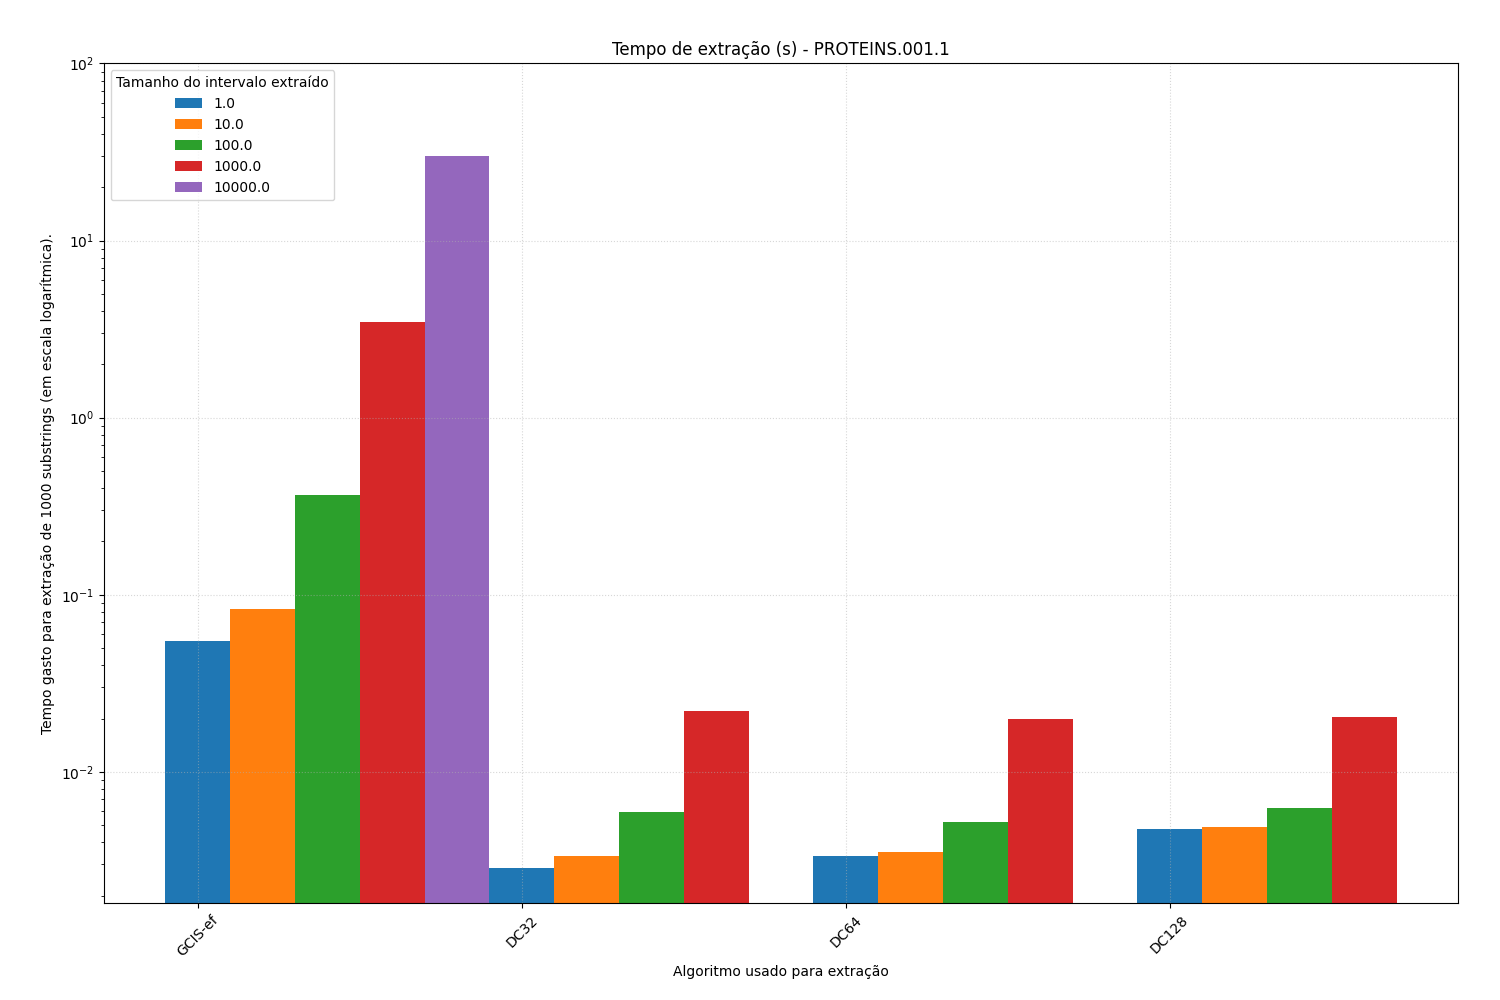 Tempo de extração (s) - PROTEINS.001.1
Tamanho do intervalo extraído
1.0
10.0
100.0
1000.0
10000.0
Tempo gasto para extração de 1000 substrings (em escala logarítmica).
10²
10¹
10⁰
10⁻¹
10⁻²
GCIS-ef
DC32
DC64
DC128
Algoritmo usado para extração